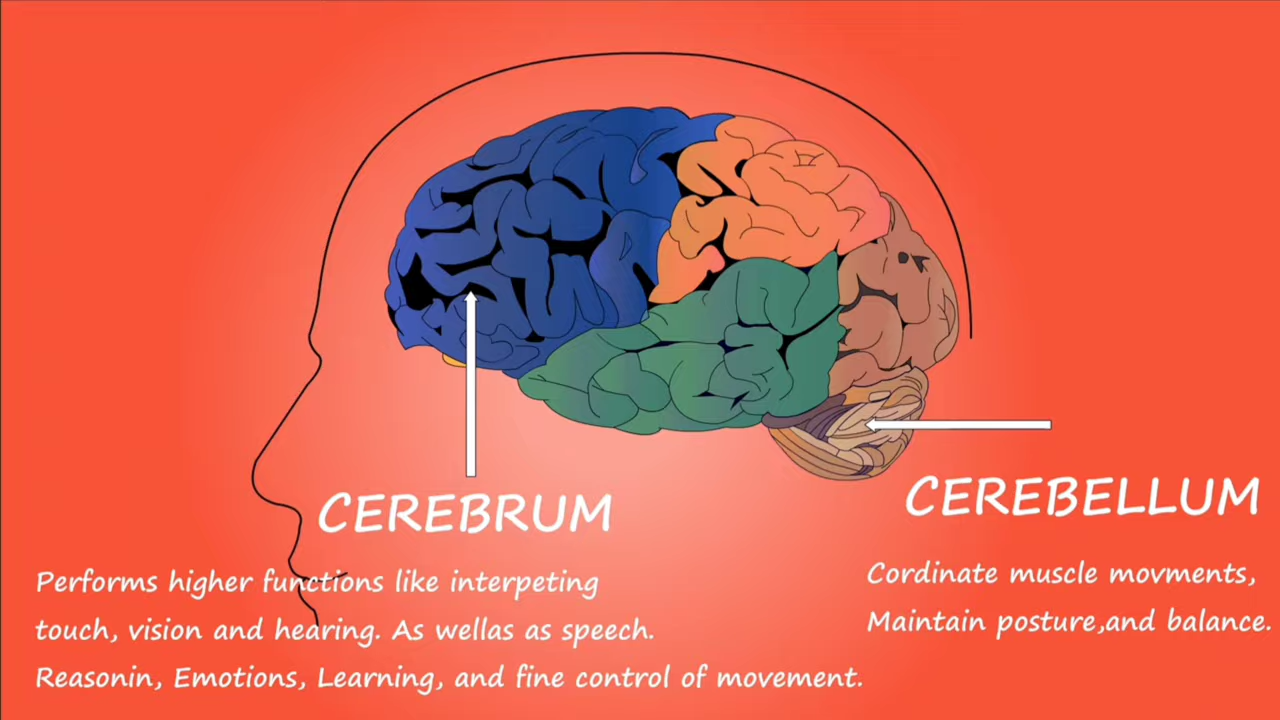 CEREBRUM
Performs higher functions like interpeting
touch, vision and hearing. As wellas as speech.
Reasonin, Emotions, Learning, and fine control of movement.
CEREBELLUM
Cordinate muscle movments,
Maintain posture,and balance.